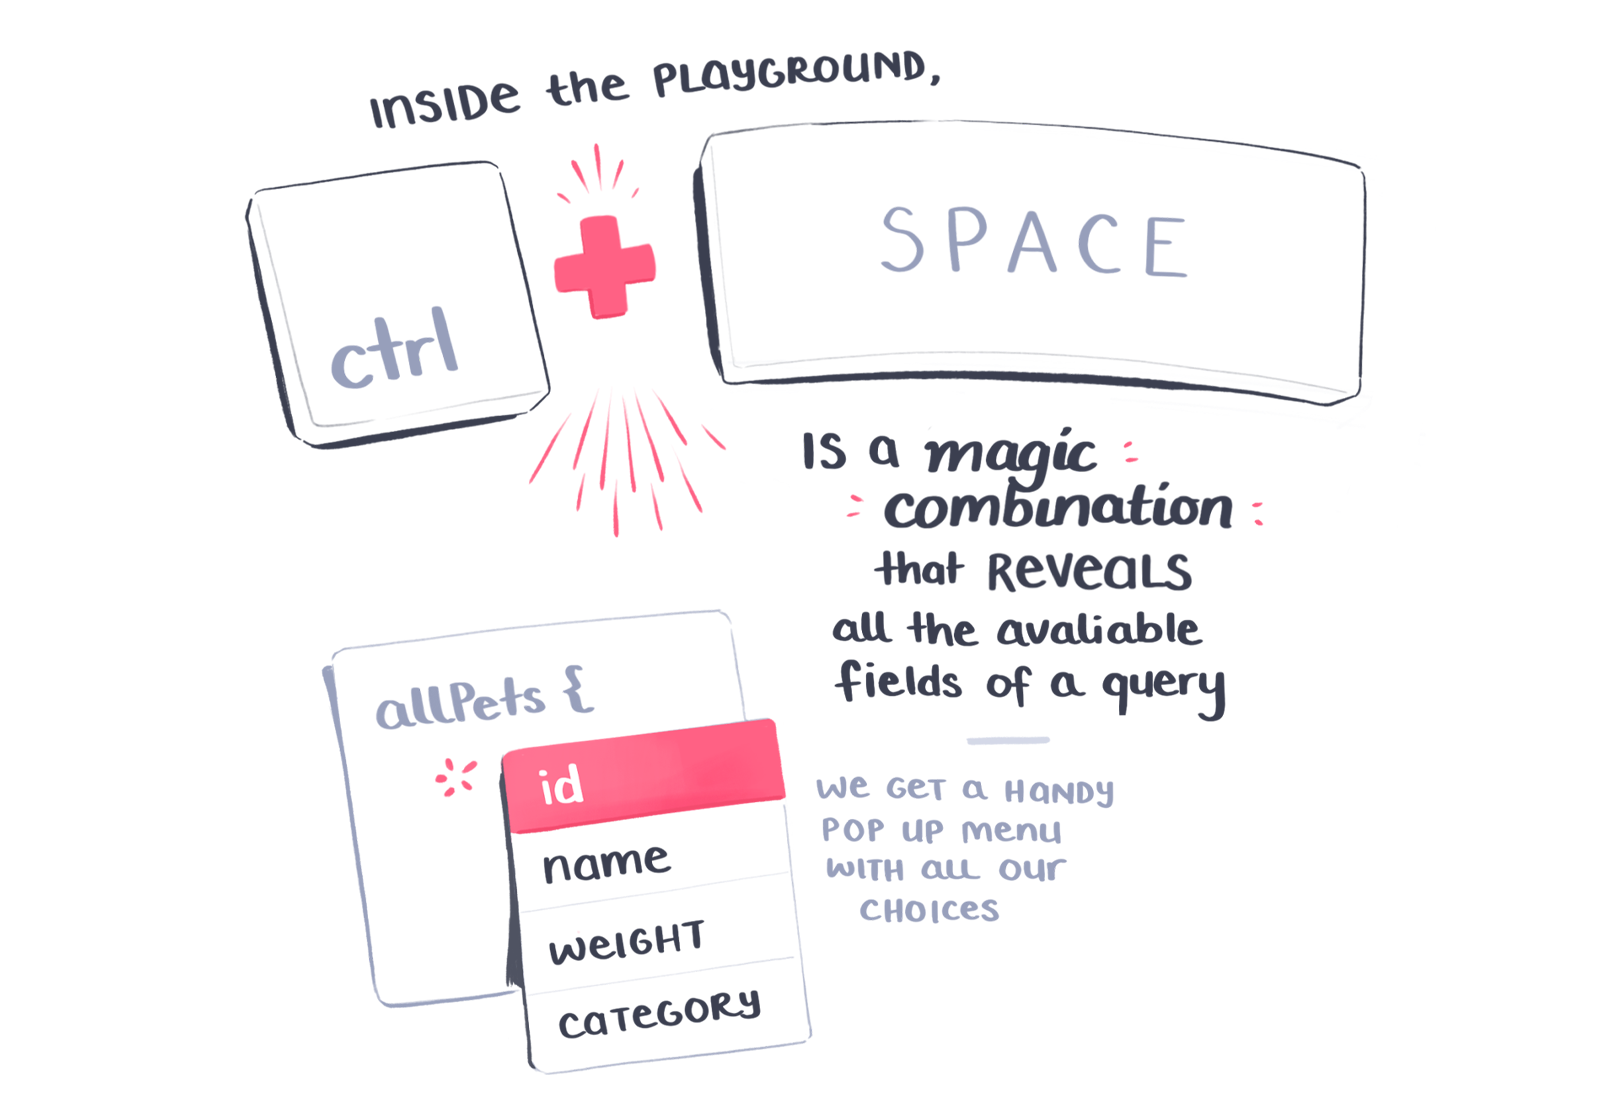 INSIDE the PLAYGROUND,
ctrl
SPACE
IS a magic
combination
that REVEALS
all the avaliable
fields of a query
allPets {
id
name
WEIGHT
CATEGORY
WE GET a HANDY
POP UP MENU
WITH all OUR
CHOICES